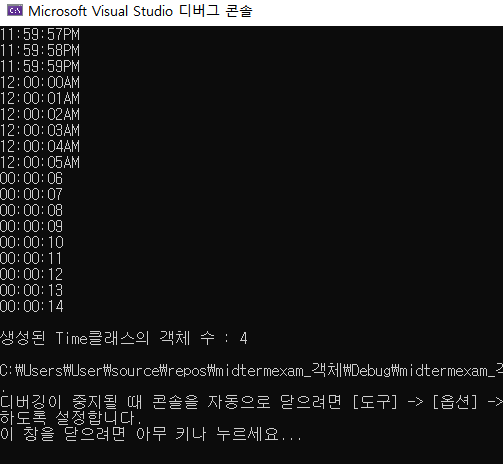 Microsoft Visual Studio 디버그 콘솔
11:59:57PM
11:59:58PM
11:59:59PM
12:00:00AM
12:00:01AM
12:00:02AM
12:00:03AM
12:00:04AM
12:00:05AM
00:00:06
00:00:07
00:00:08
00:00:09
00:00:10
00:00:11
00:00:12
00:00:13
00:00:14
생성된 Time클래스의 객체 수 : 4
C:₩Users₩User₩source₩repos₩midtermexam_객체₩Debug₩midtermexam_
.
디버깅이 중지될 때 콘솔을 자동으로 닫으려면 [도구] -> [옵션] ->
하도록 설정합니다.
이 창을 닫으려면 아무 키나 누르세요...